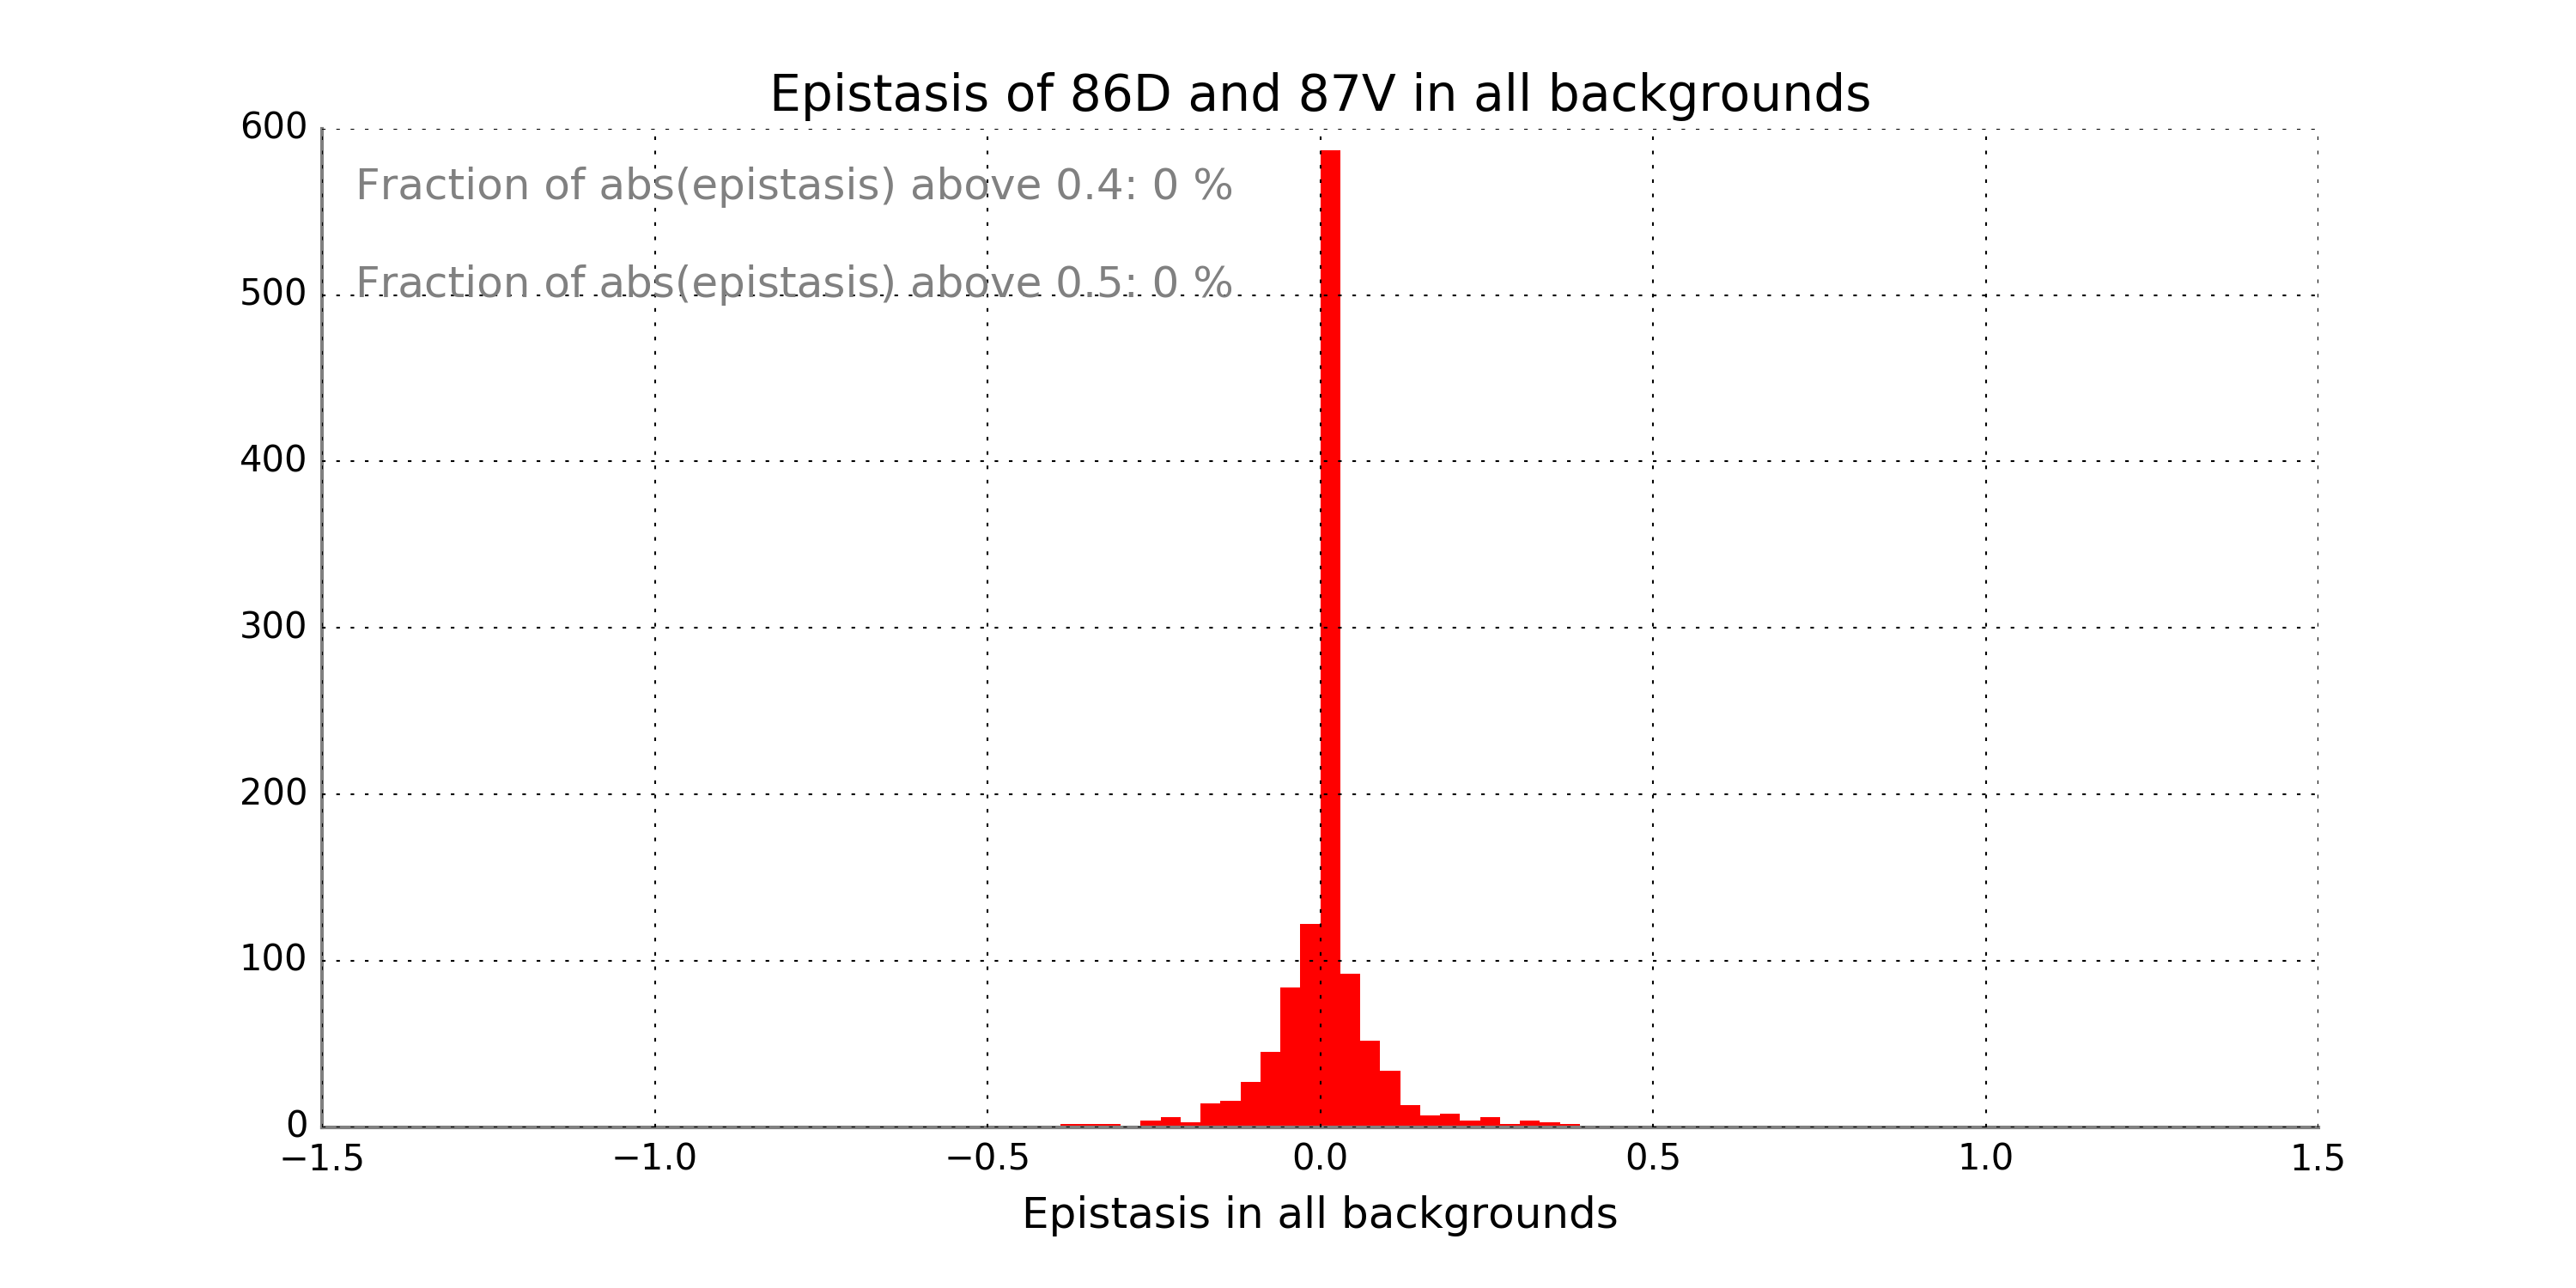 Epistasis of 86D and 87V in all backgrounds
600
Fraction of abs(epistasis) above 0.4: 0 %
Fraction of abs(epistasis) above 0.5: 0 %
500
400
300
200
100
0
−1.5 −1.0 −0.5 0.0 0.5 1.0 1.5
Epistasis in all backgrounds